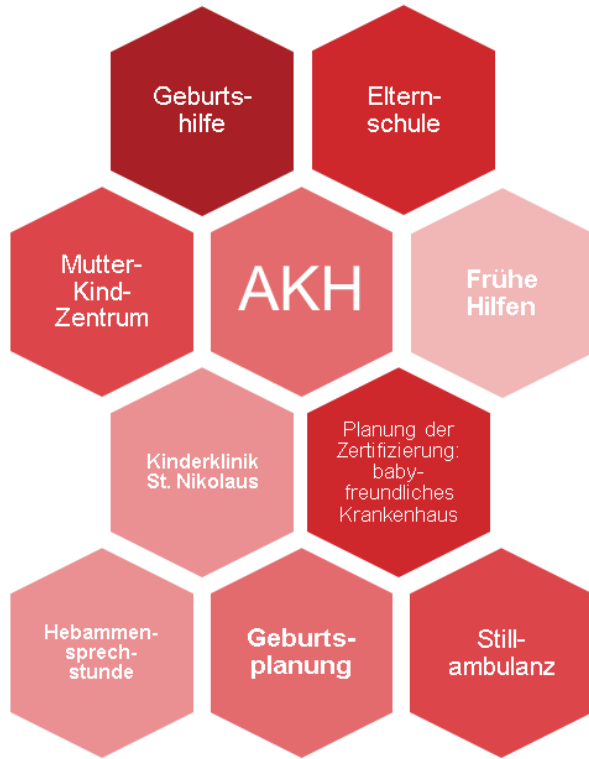 Geburts-
hilfe
Eltern-
schule
Mutter-
Kind-
Zentrum
AKH
Frühe
Hilfen
Kinderklinik
St. Nikolaus
Planung der
Zertifizierung:
baby-
freundliches
Krankenhaus
Hebammen-
sprech-
stunde
Geburts-
planung
Still-
ambulanz